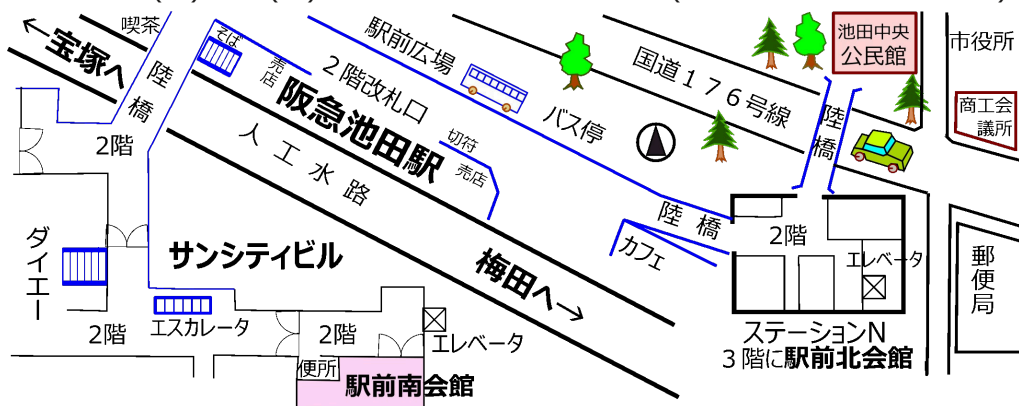 喫茶
←宝塚へ
陸橋
2階
そば
売店
2階改札口
阪急池田駅
駅前広場
国道176号線
バス停
切符
売店
人工水路
梅田へ→
池田中央
公民館
市役所
商工会
議所
陸橋
陸橋
カフェ
2階
エレベータ
郵便局
ステーションN
3階に駅前北会館
ダイエー
サンシティビル
エスカレータ
2階
2階
エレベータ
便所
駅前南会館